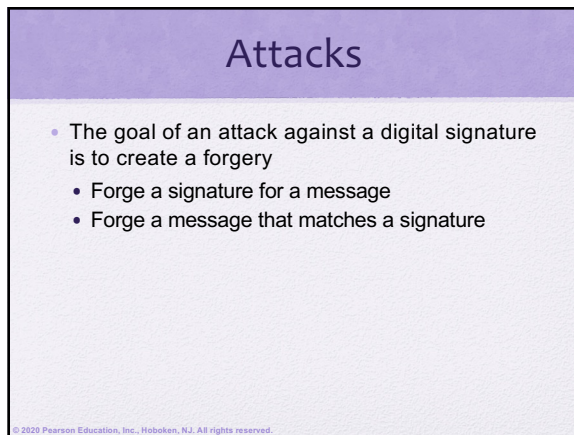 Attacks
• The goal of an attack against a digital signature
is to create a forgery
• Forge a signature for a message
• Forge a message that matches a signature
© 2020 Pearson Education, Inc., Hoboken, NJ. All rights reserved.